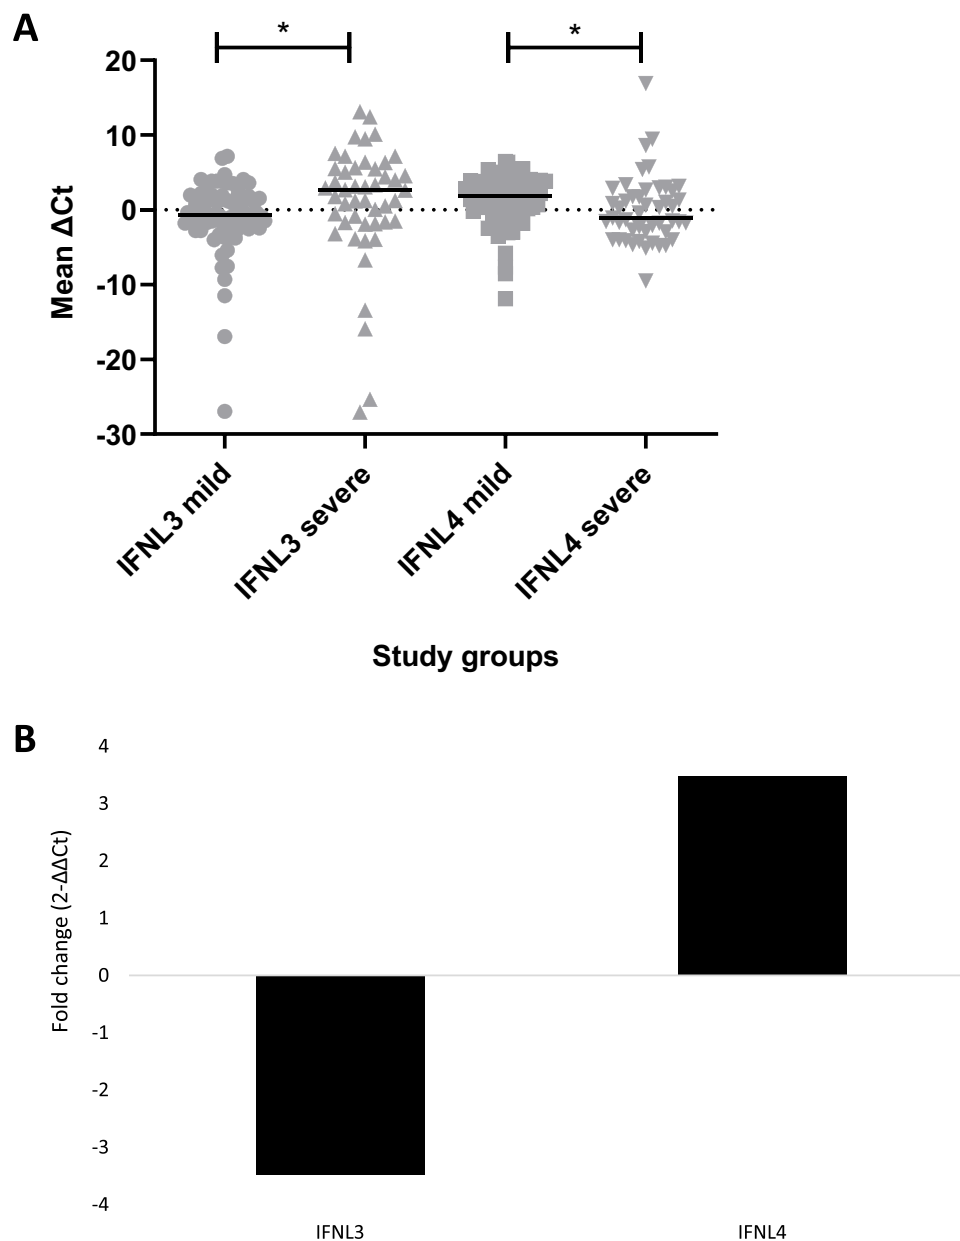 A
* *
20
10
0
-10
-20
-30
Mean ΔCt
IFNL3 mild
IFNL3 severe
IFNL4 mild
IFNL4 severe
Study groups
B
4
3
2
1
0
-1
-2
-3
-4
Fold change (2-ΔΔCt)
IFNL3 IFNL4